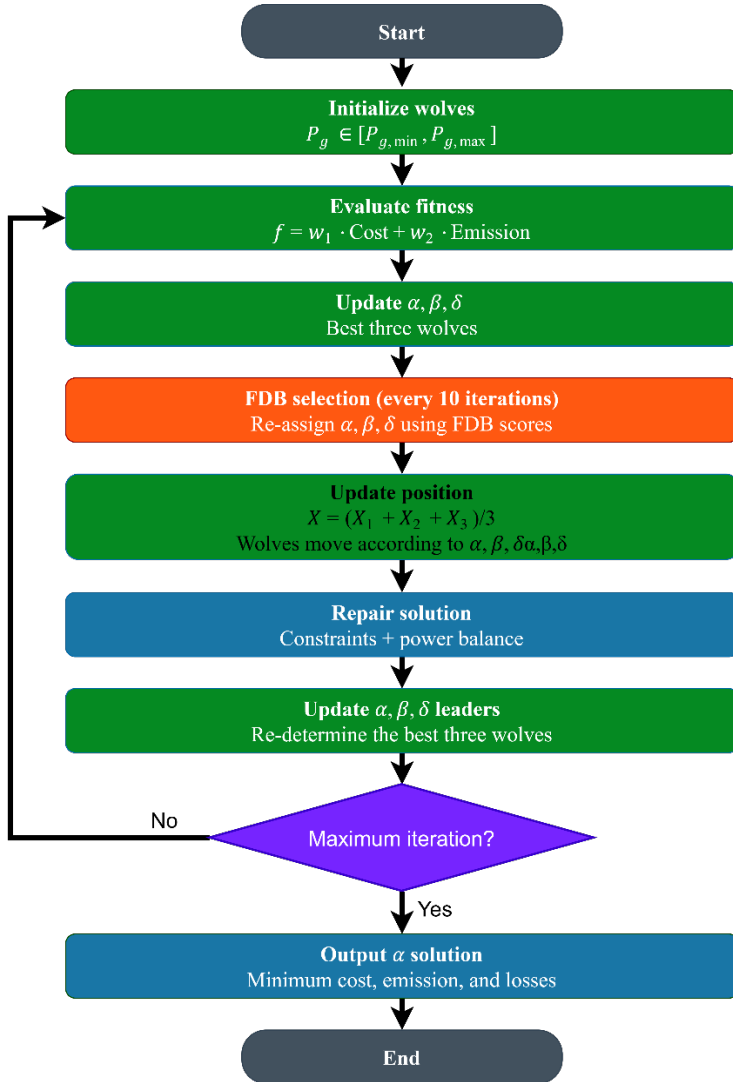 Start
Initialize wolves
P_g ∈ [P_{g,min}, P_{g,max}]
Evaluate fitness
f = w_1 · Cost + w_2 · Emission
Update α, β, δ
Best three wolves
FDB selection (every 10 iterations)
Re-assign α, β, δ using FDB scores
Update position
X = (X_1 + X_2 + X_3)/3
Wolves move according to α, β, δα,β,δ
Repair solution
Constraints + power balance
Update α, β, δ leaders
Re-determine the best three wolves
No
Maximum iteration?
Yes
Output α solution
Minimum cost, emission, and losses
End